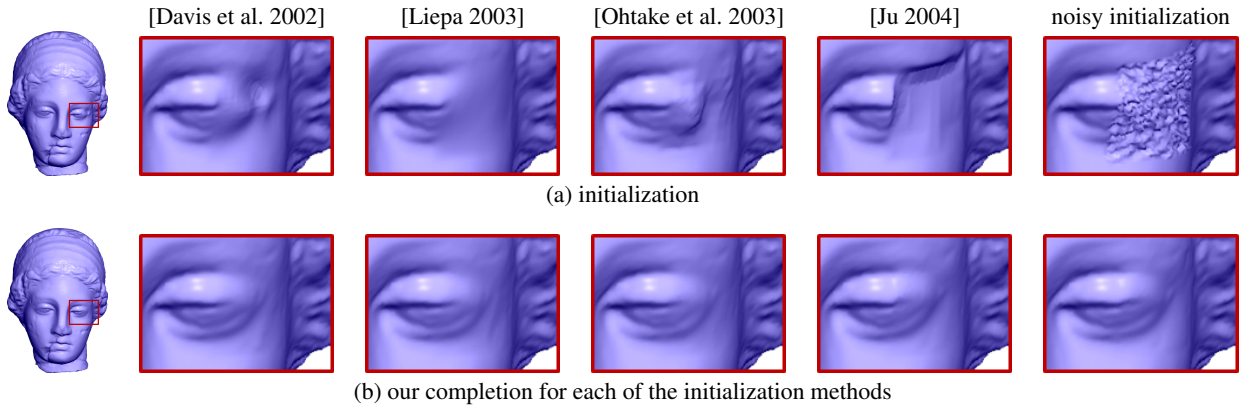 [Davis et al. 2002] [Liepa 2003] [Ohtake et al. 2003] [Ju 2004] noisy initialization
(a) initialization
(b) our completion for each of the initialization methods